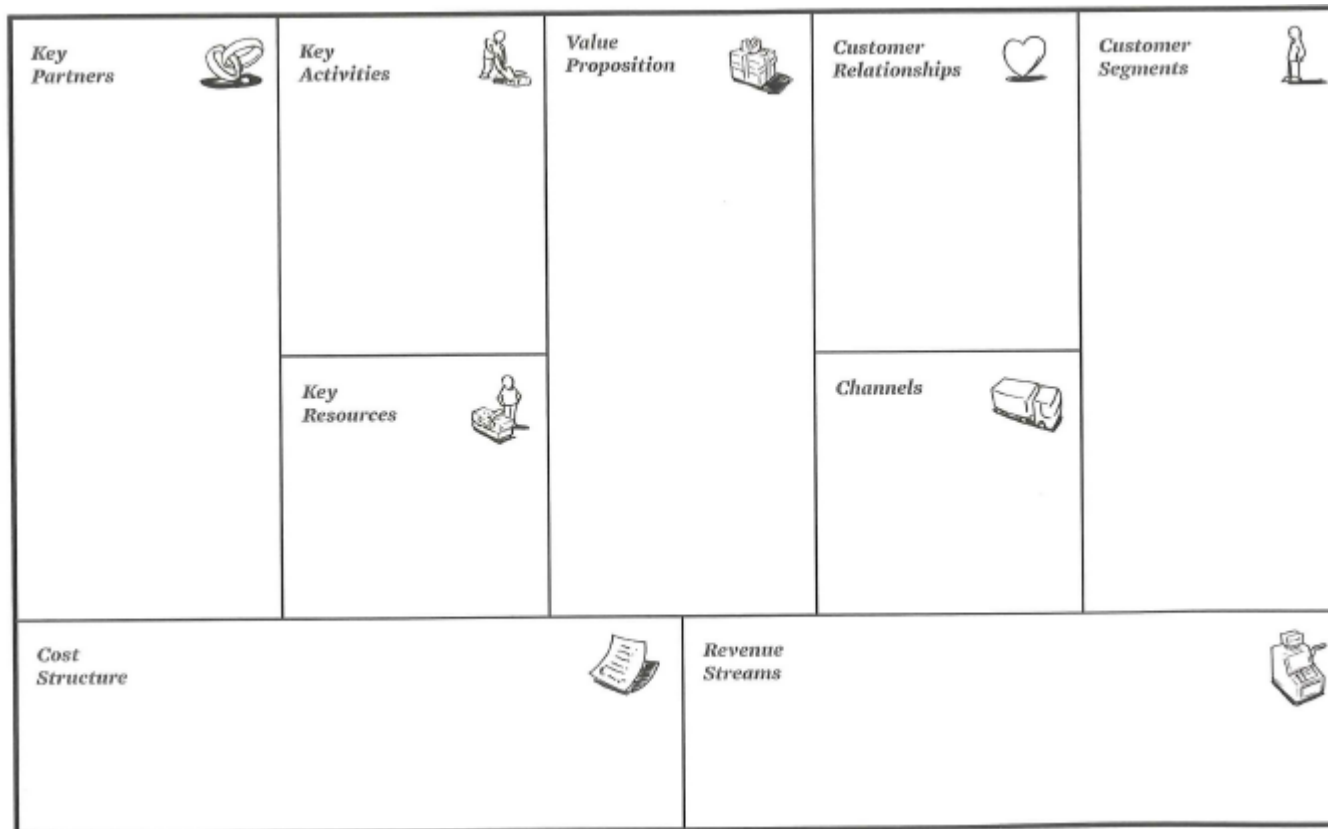 Key
Partners
Key
Activities
Value
Proposition
Customer
Relationships
Customer
Segments
Key
Resources
Channels
Cost
Structure
Revenue
Streams